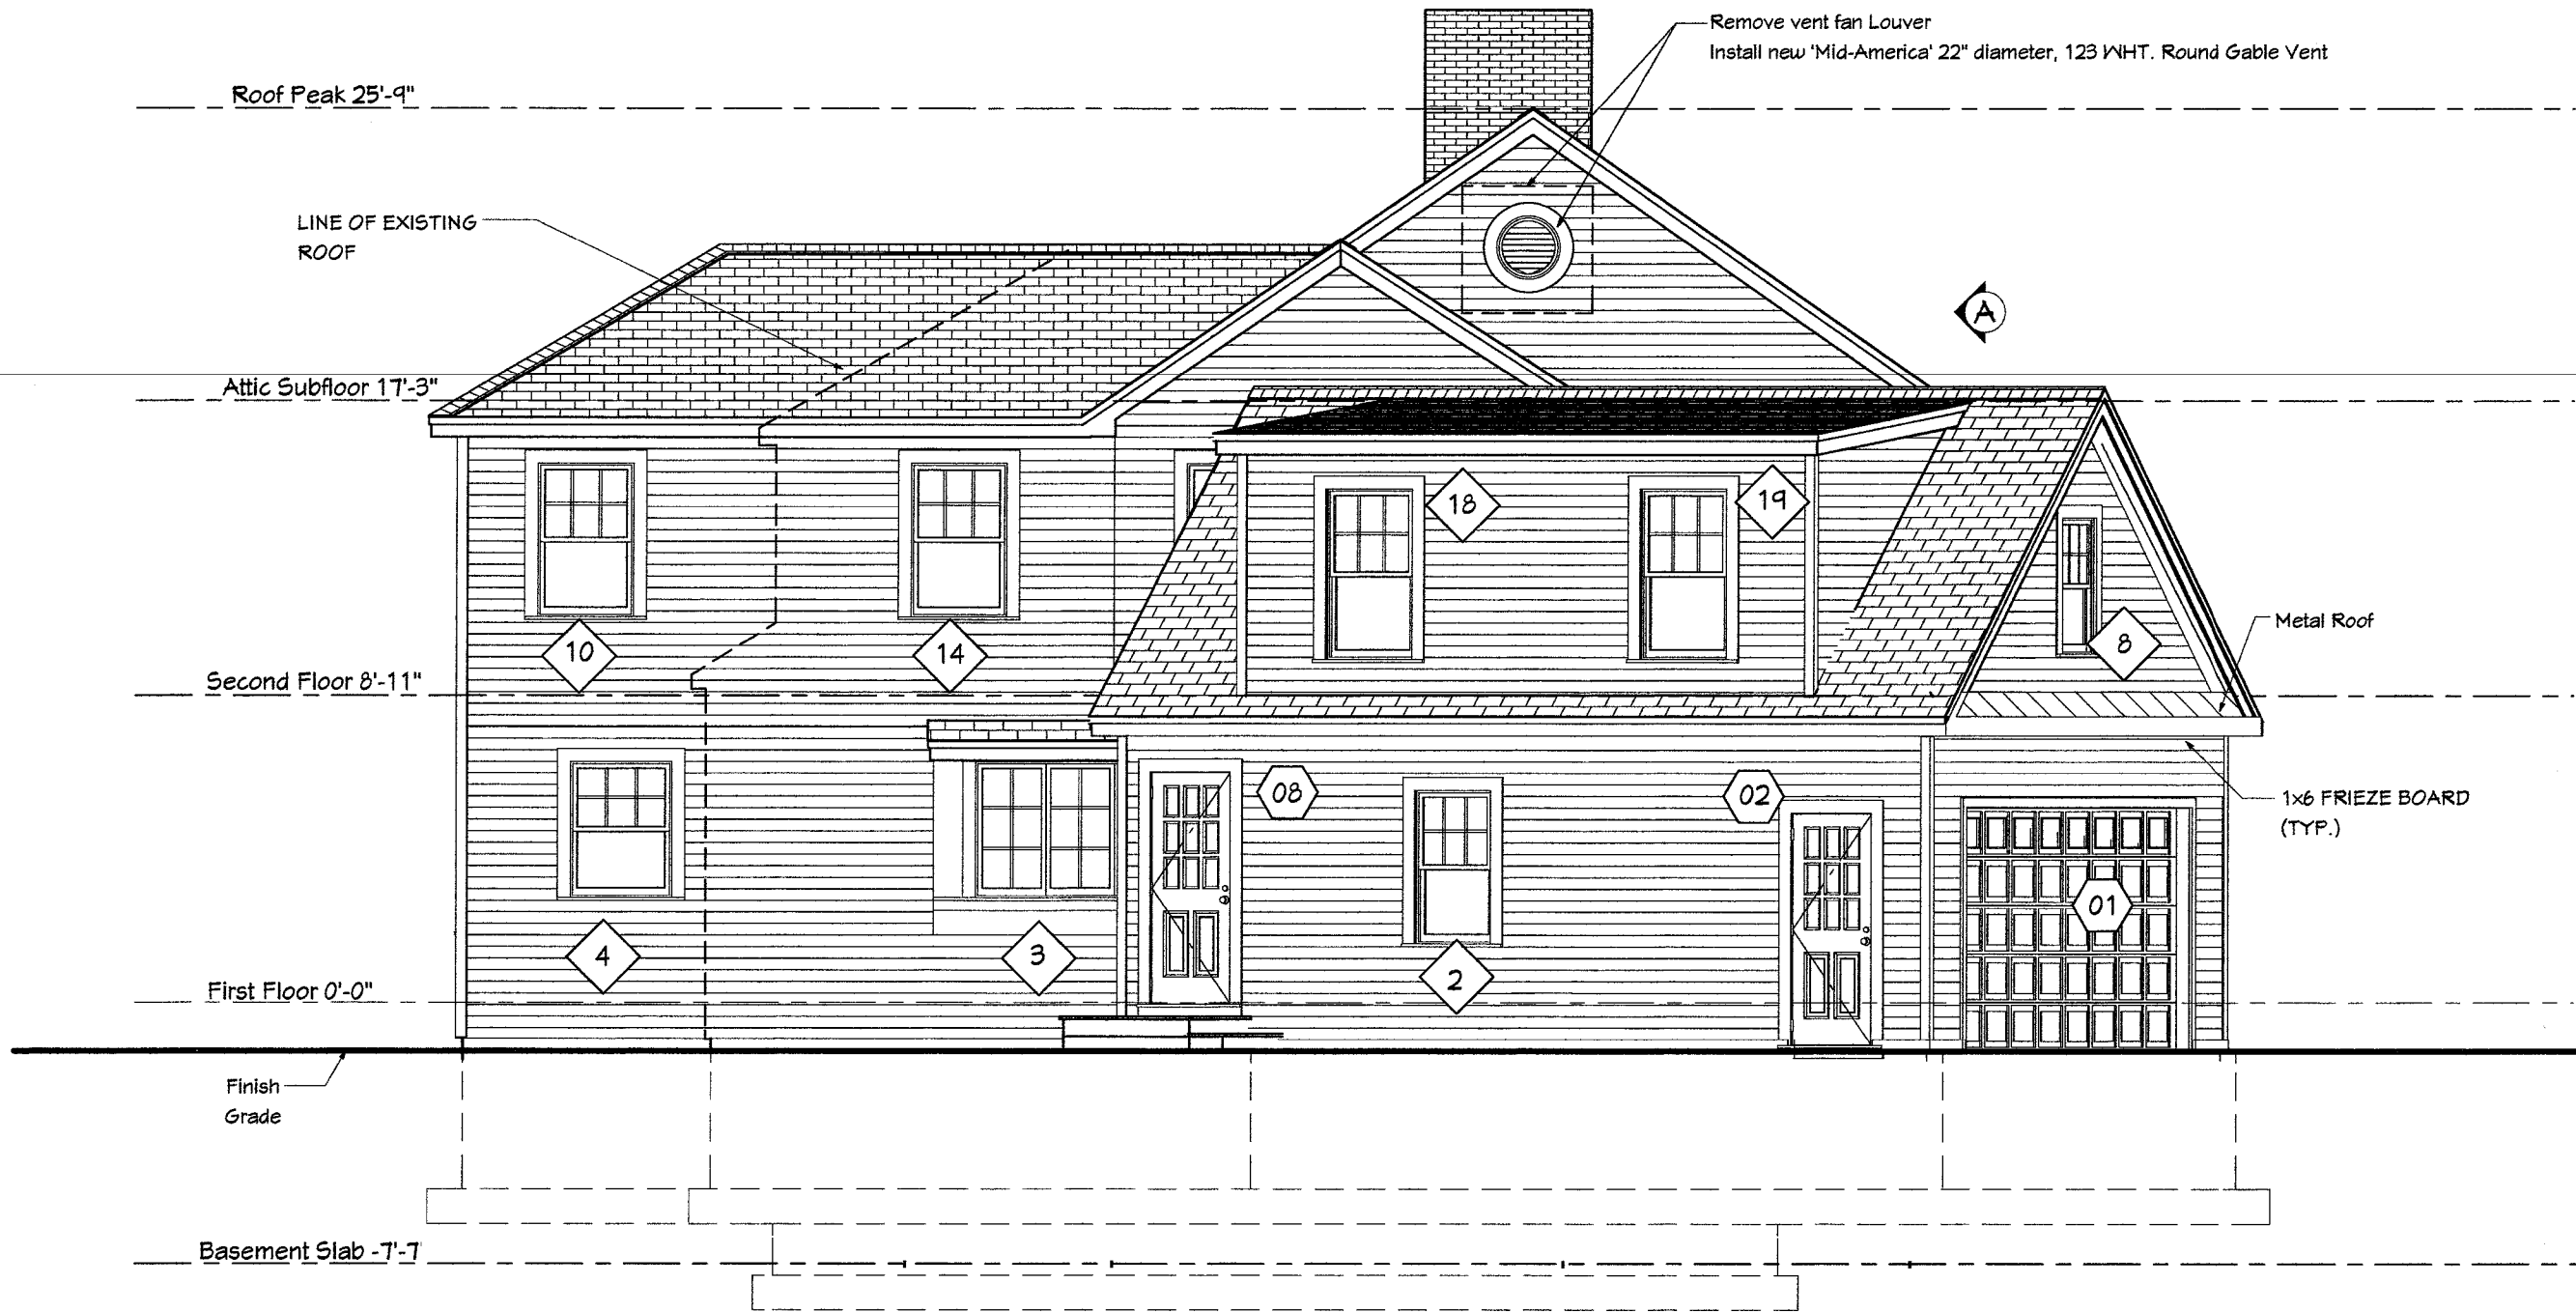 Remove vent fan Louver
Install new 'Mid-America' 22" diameter, 123 WHT. Round Gable Vent
Roof Peak 25'-9"
LINE OF EXISTING
ROOF
A
Attic Subfloor 17'-3"
18
19
10
14
8
Metal Roof
Second Floor 8'-11"
08
02
1x6 FRIEZE BOARD
(TYP.)
01
4
3
2
First Floor 0'-0"
Finish
Grade
Basement Slab -7'-7